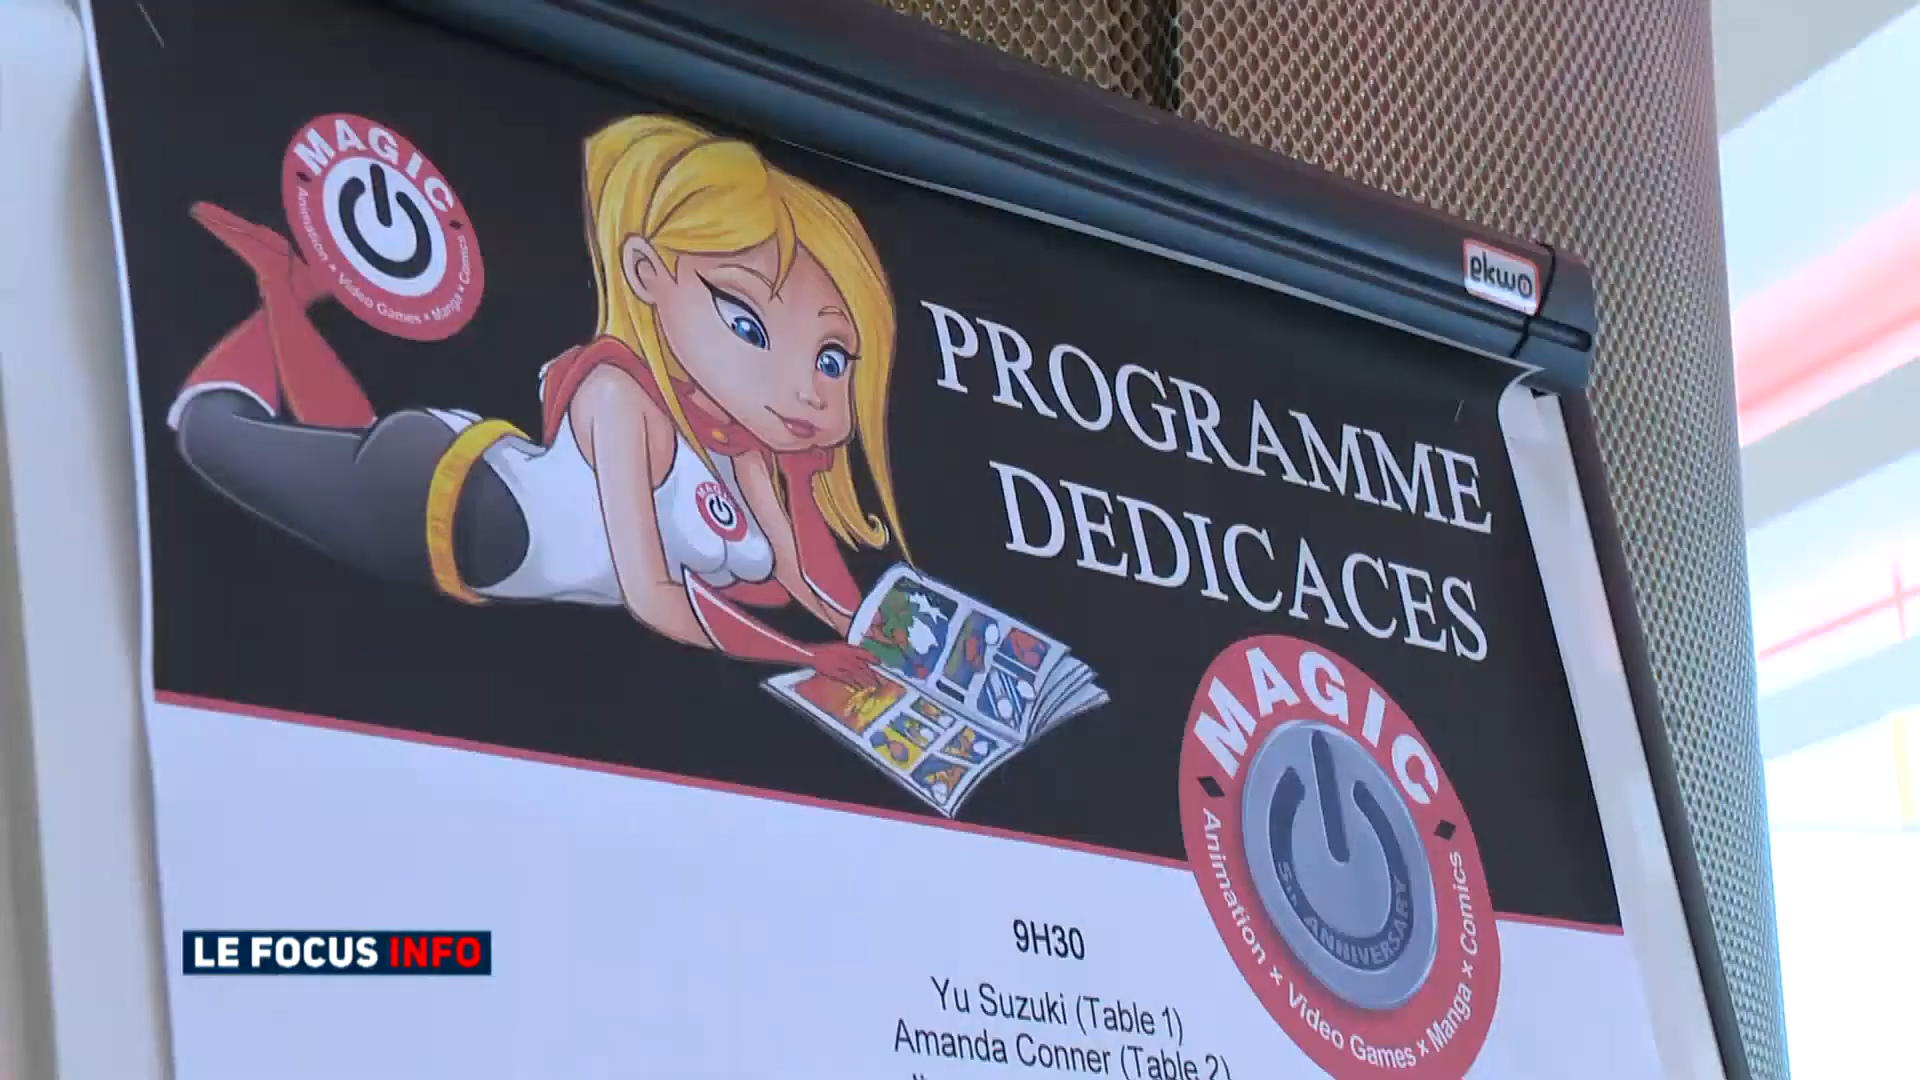 MAGIC
Animation × Video Games × Manga × Comics
ekwo
PROGRAMME
DEDICACES
MAGIC
MAGIC
5TH ANNIVERSARY
Animation × Video Games × Manga × Comics
9H30
Yu Suzuki (Table 1)
Amanda Conner (Table 2)
LE FOCUS INFO